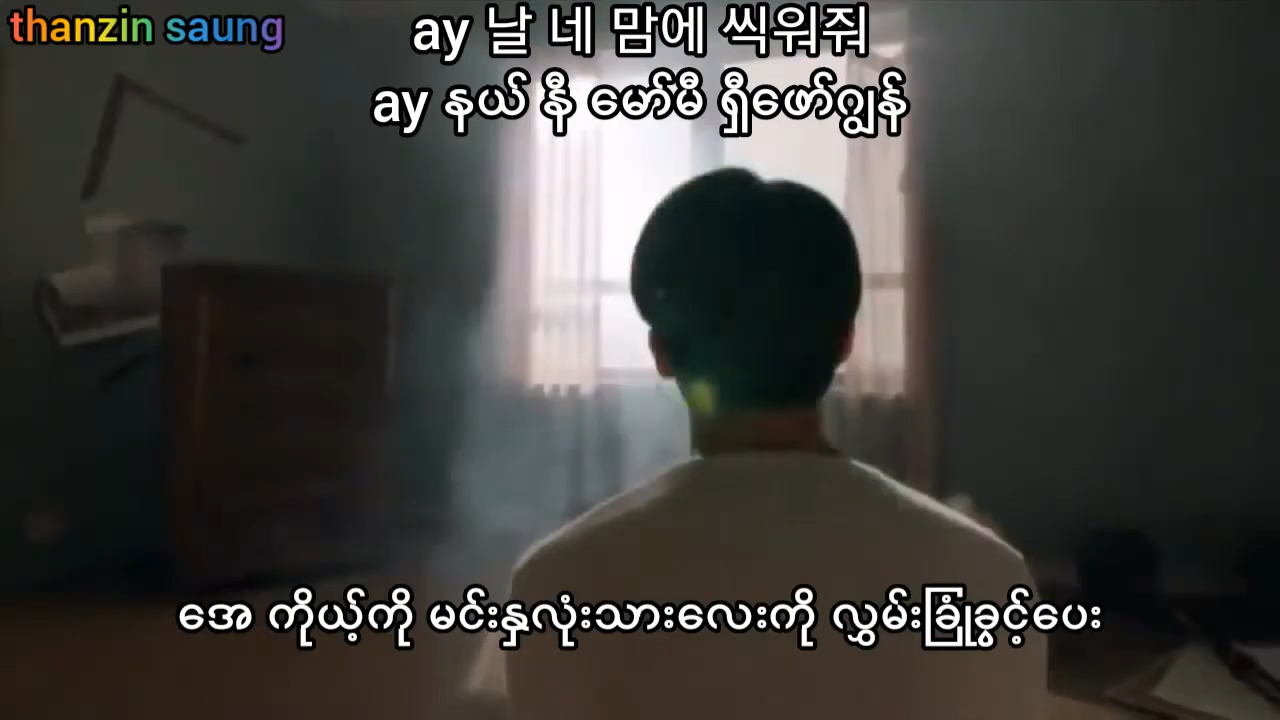 thanzin saung
ay 날 네 맘에 씩워줘
ay နယ် နီ မော်မီ ရှီဖော်ဂျွန်
အေ ကိုယ့်ကို မင်းနှလုံးသားလေးကို လွှမ်းခြုံခွင့်ပေး